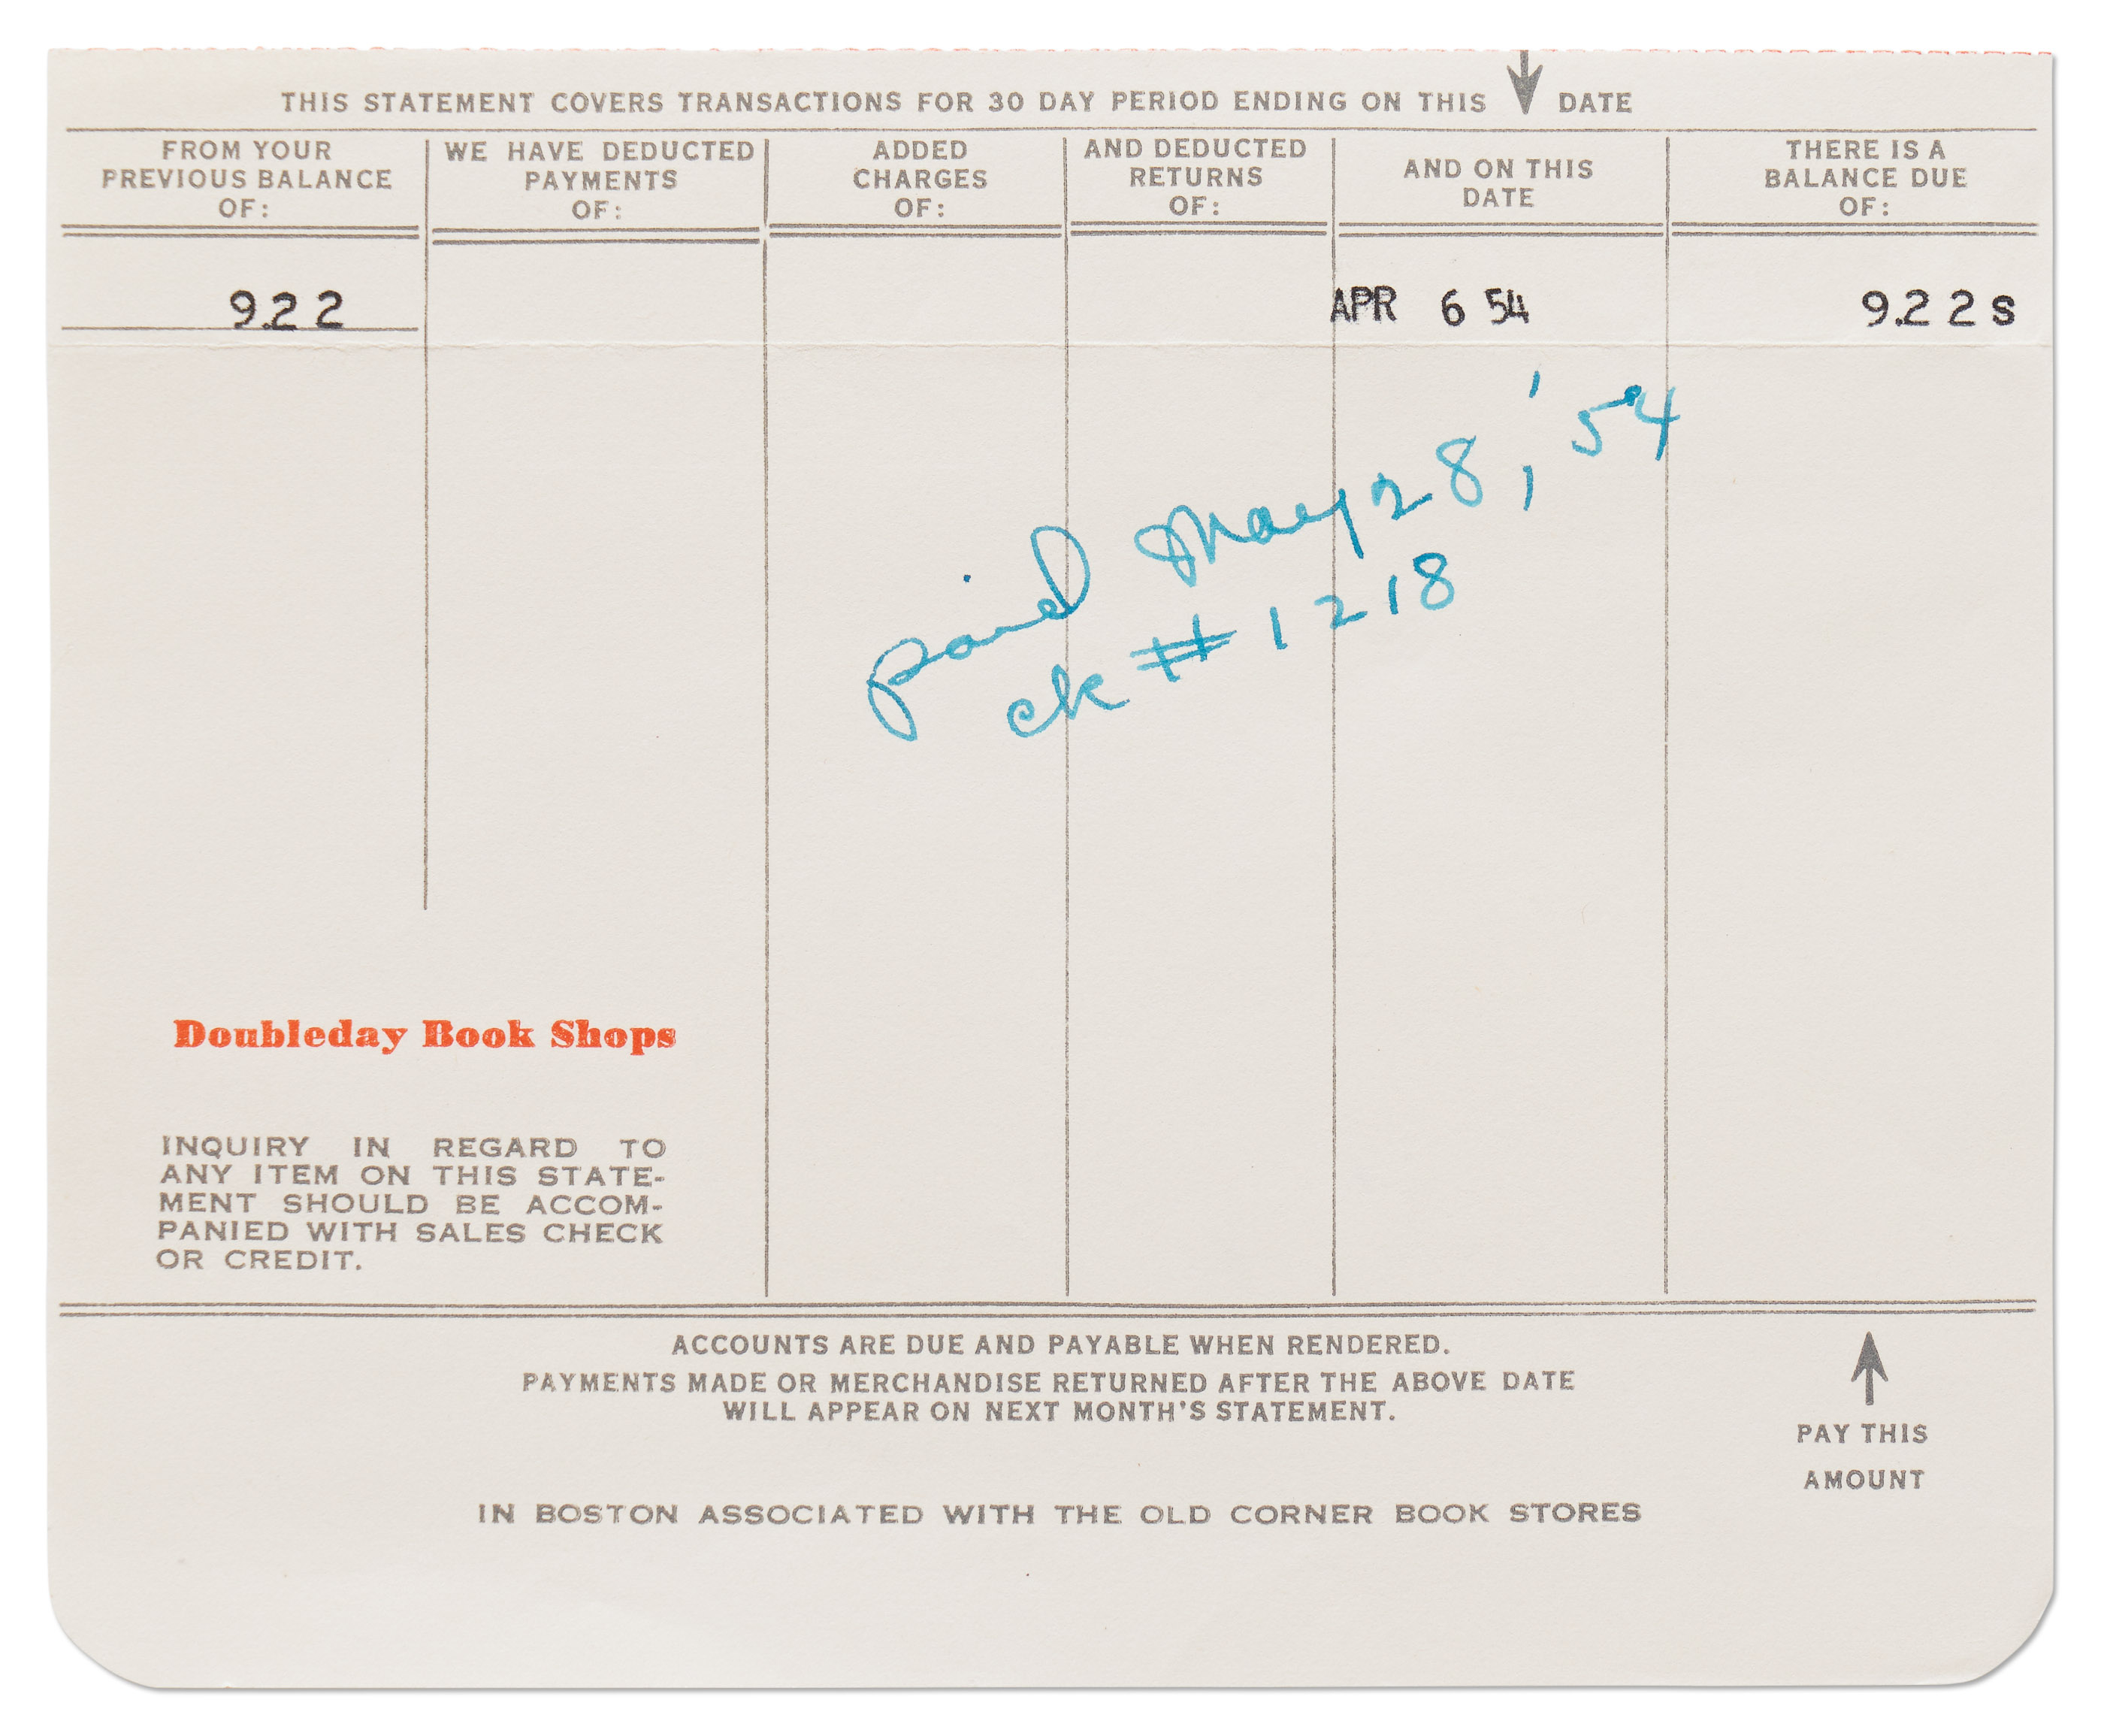 THIS STATEMENT COVERS TRANSACTIONS FOR 30 DAY PERIOD ENDING ON THIS DATE
FROM YOUR
PREVIOUS BALANCE
OF:
WE HAVE DEDUCTED
PAYMENTS
OF:
ADDED
CHARGES
OF:
AND DEDUCTED
RETURNS
OF:
AND ON THIS
DATE
THERE IS A
BALANCE DUE
OF:
9.22
APR 6 54
9.22 S
paid May 28, '54
ck # 1218
Doubleday Book Shops
INQUIRY IN REGARD TO
ANY ITEM ON THIS STATE-
MENT SHOULD BE ACCOM-
PANIED WITH SALES CHECK
OR CREDIT.
ACCOUNTS ARE DUE AND PAYABLE WHEN RENDERED.
PAYMENTS MADE OR MERCHANDISE RETURNED AFTER THE ABOVE DATE
WILL APPEAR ON NEXT MONTH'S STATEMENT.
PAY THIS
AMOUNT
IN BOSTON ASSOCIATED WITH THE OLD CORNER BOOK STORES